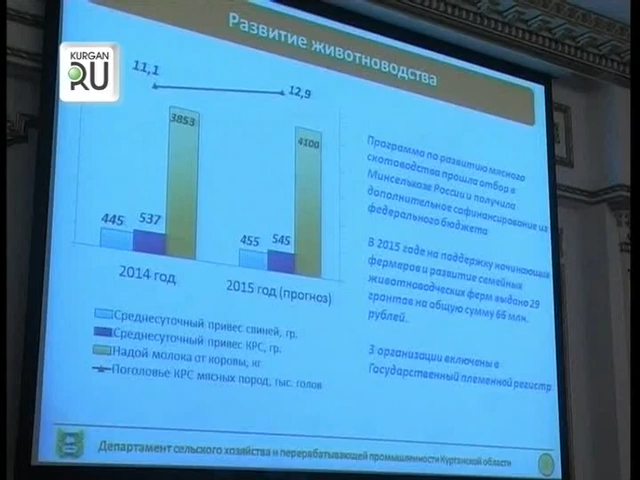 Развитие животноводства
KURGAN
RU
11,1
12,9
3853
4100
445
537
455
545
2014 год
2015 год (прогноз)
Среднесуточный привес свиней, гр.
Среднесуточный привес КРС, гр.
Надой молока от коровы, кг
Поголовье КРС мясных пород, тыс. голов
Программа по развитию мясного
скотоводства прошла отбор в
Минсельхозе России и получила
дополнительное софинансирование из
федерального бюджета
В 2015 годе на поддержку начинающих
фермеров и развитие семейных
животноводческих ферм выдано 29
грантов на общую сумму 66 млн.
рублей.
3 организации включены в
Государственный племенной регистр
Департамент сельского хозяйства и перерабатывающей промышленности Курганской области